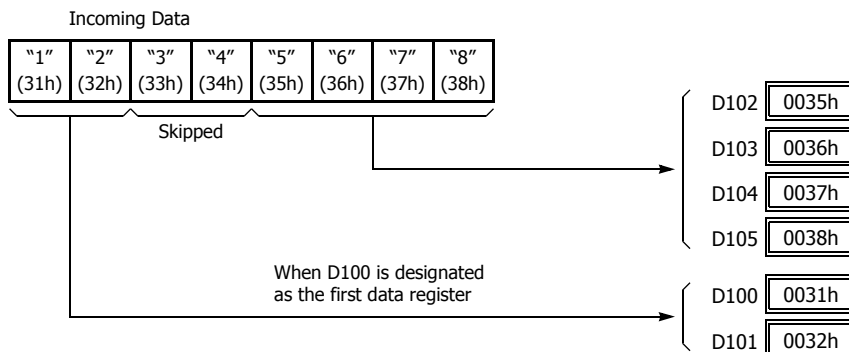 Incoming Data
“1” “2” “3” “4” “5” “6” “7” “8”
(31h) (32h) (33h) (34h) (35h) (36h) (37h) (38h)
Skipped
D102 0035h
D103 0036h
D104 0037h
D105 0038h
When D100 is designated
as the first data register
D100 0031h
D101 0032h